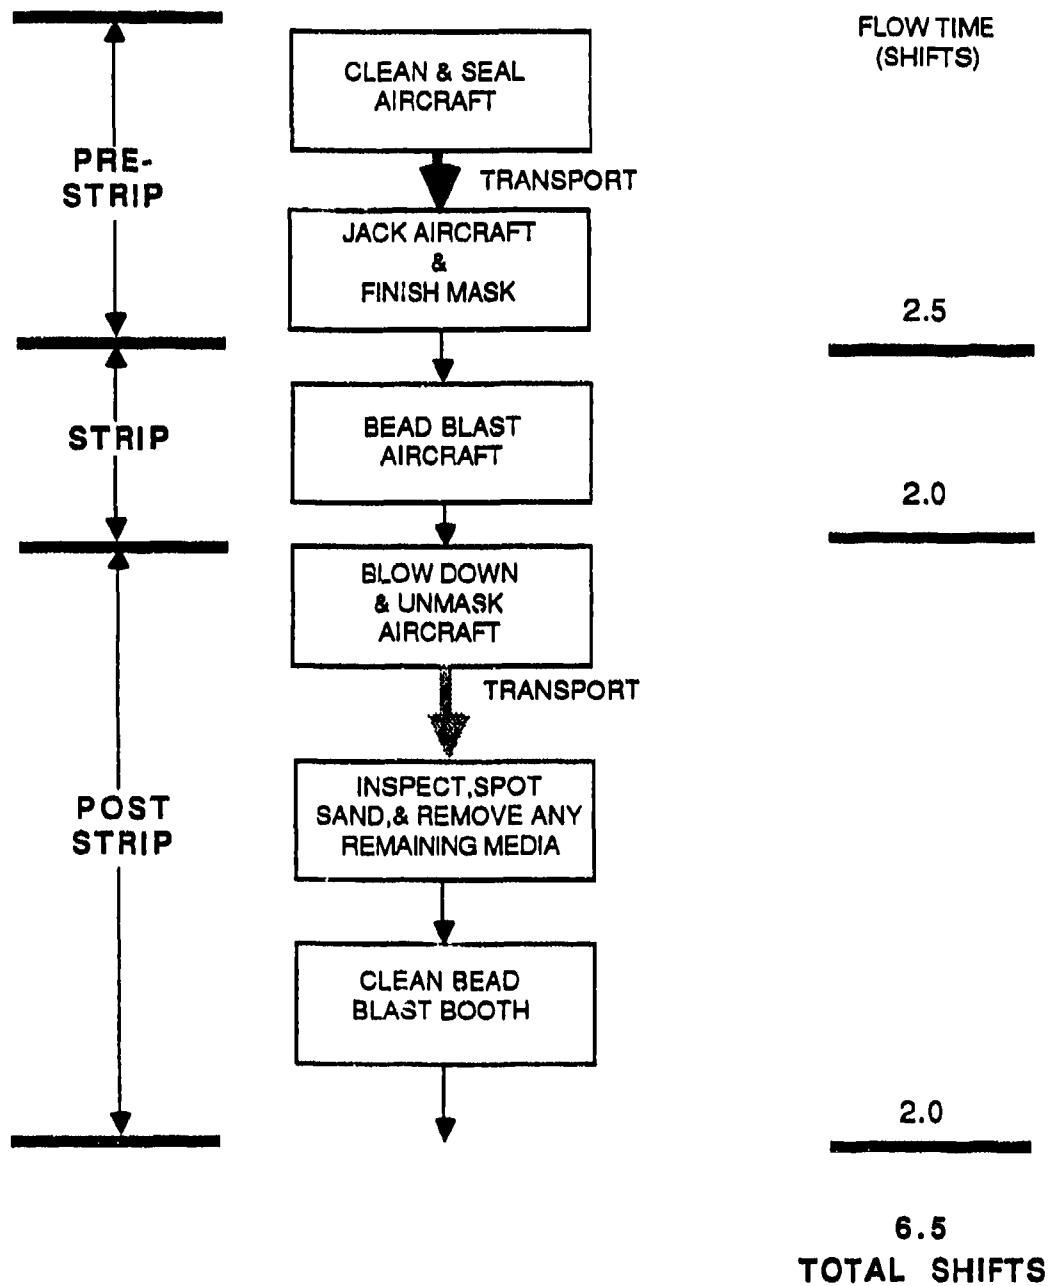 FLOW TIME
(SHIFTS)
CLEAN & SEAL
AIRCRAFT
PRE-
STRIP
TRANSPORT
JACK AIRCRAFT
&
FINISH MASK
2.5
STRIP
BEAD BLAST
AIRCRAFT
2.0
BLOW DOWN
& UNMASK
AIRCRAFT
TRANSPORT
POST
STRIP
INSPECT,SPOT
SAND,& REMOVE ANY
REMAINING MEDIA
CLEAN BEAD
BLAST BOOTH
2.0
6.5
TOTAL SHIFTS